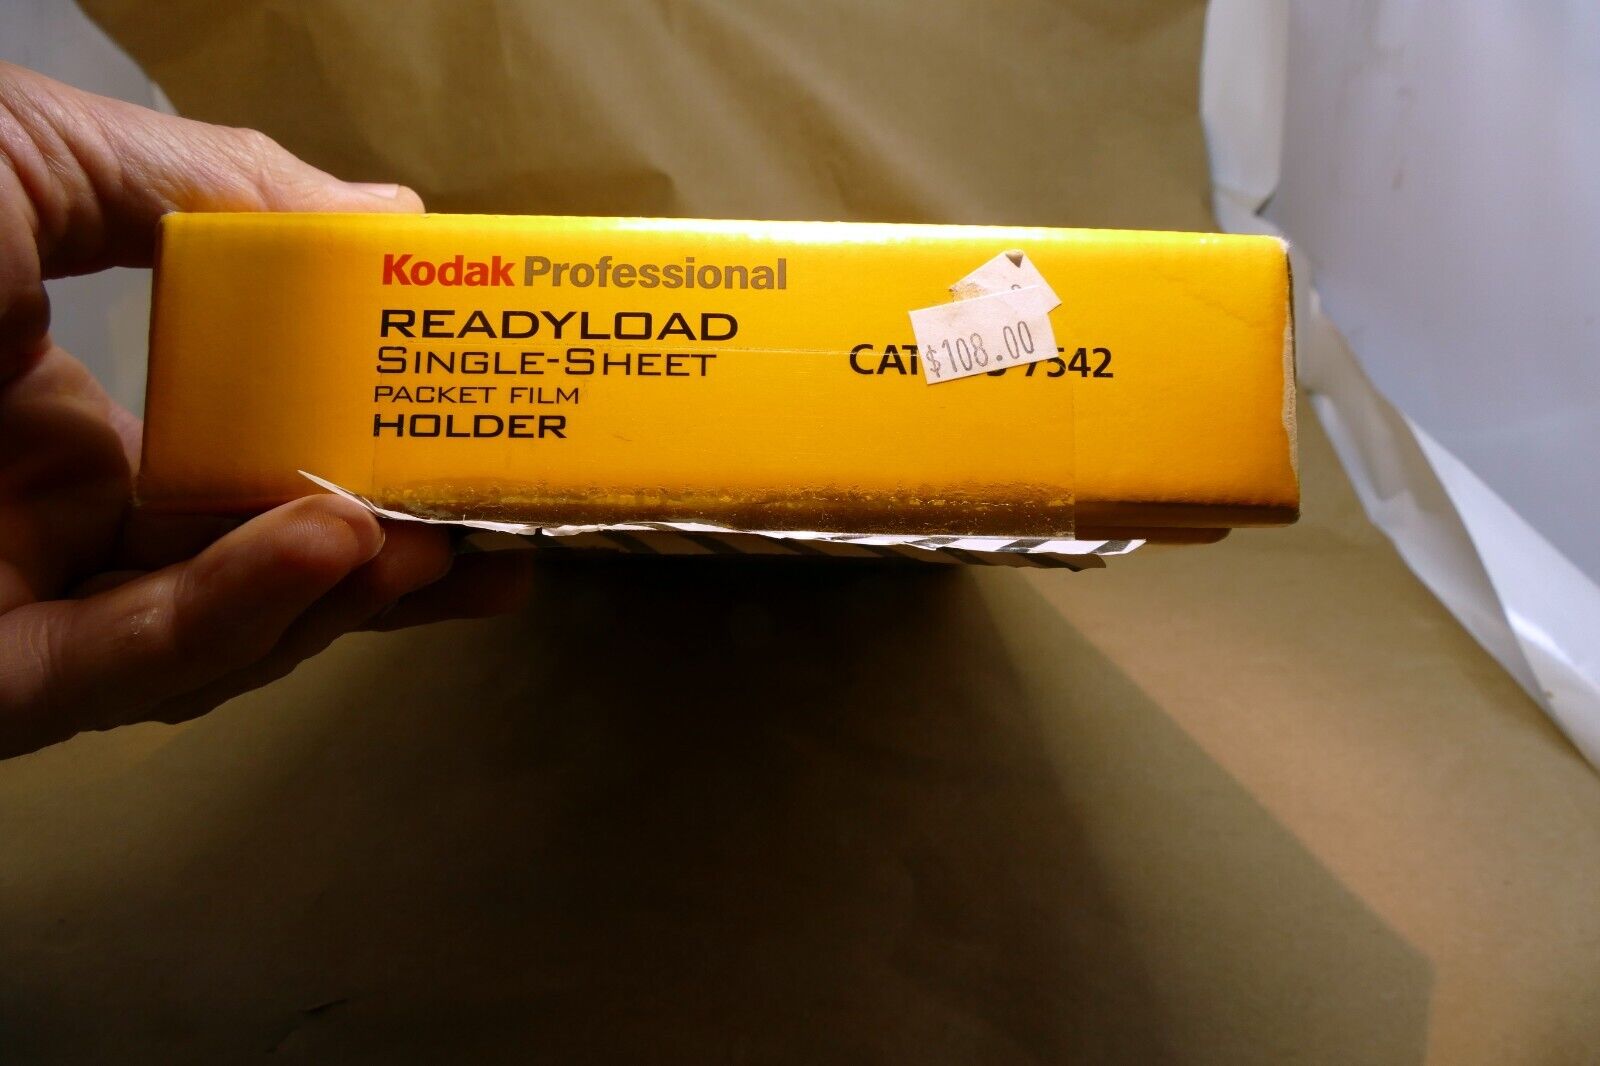 Kodak Professional
READYLOAD
SINGLE-SHEET
PACKET FILM
HOLDER
CAT 7542
$108.00